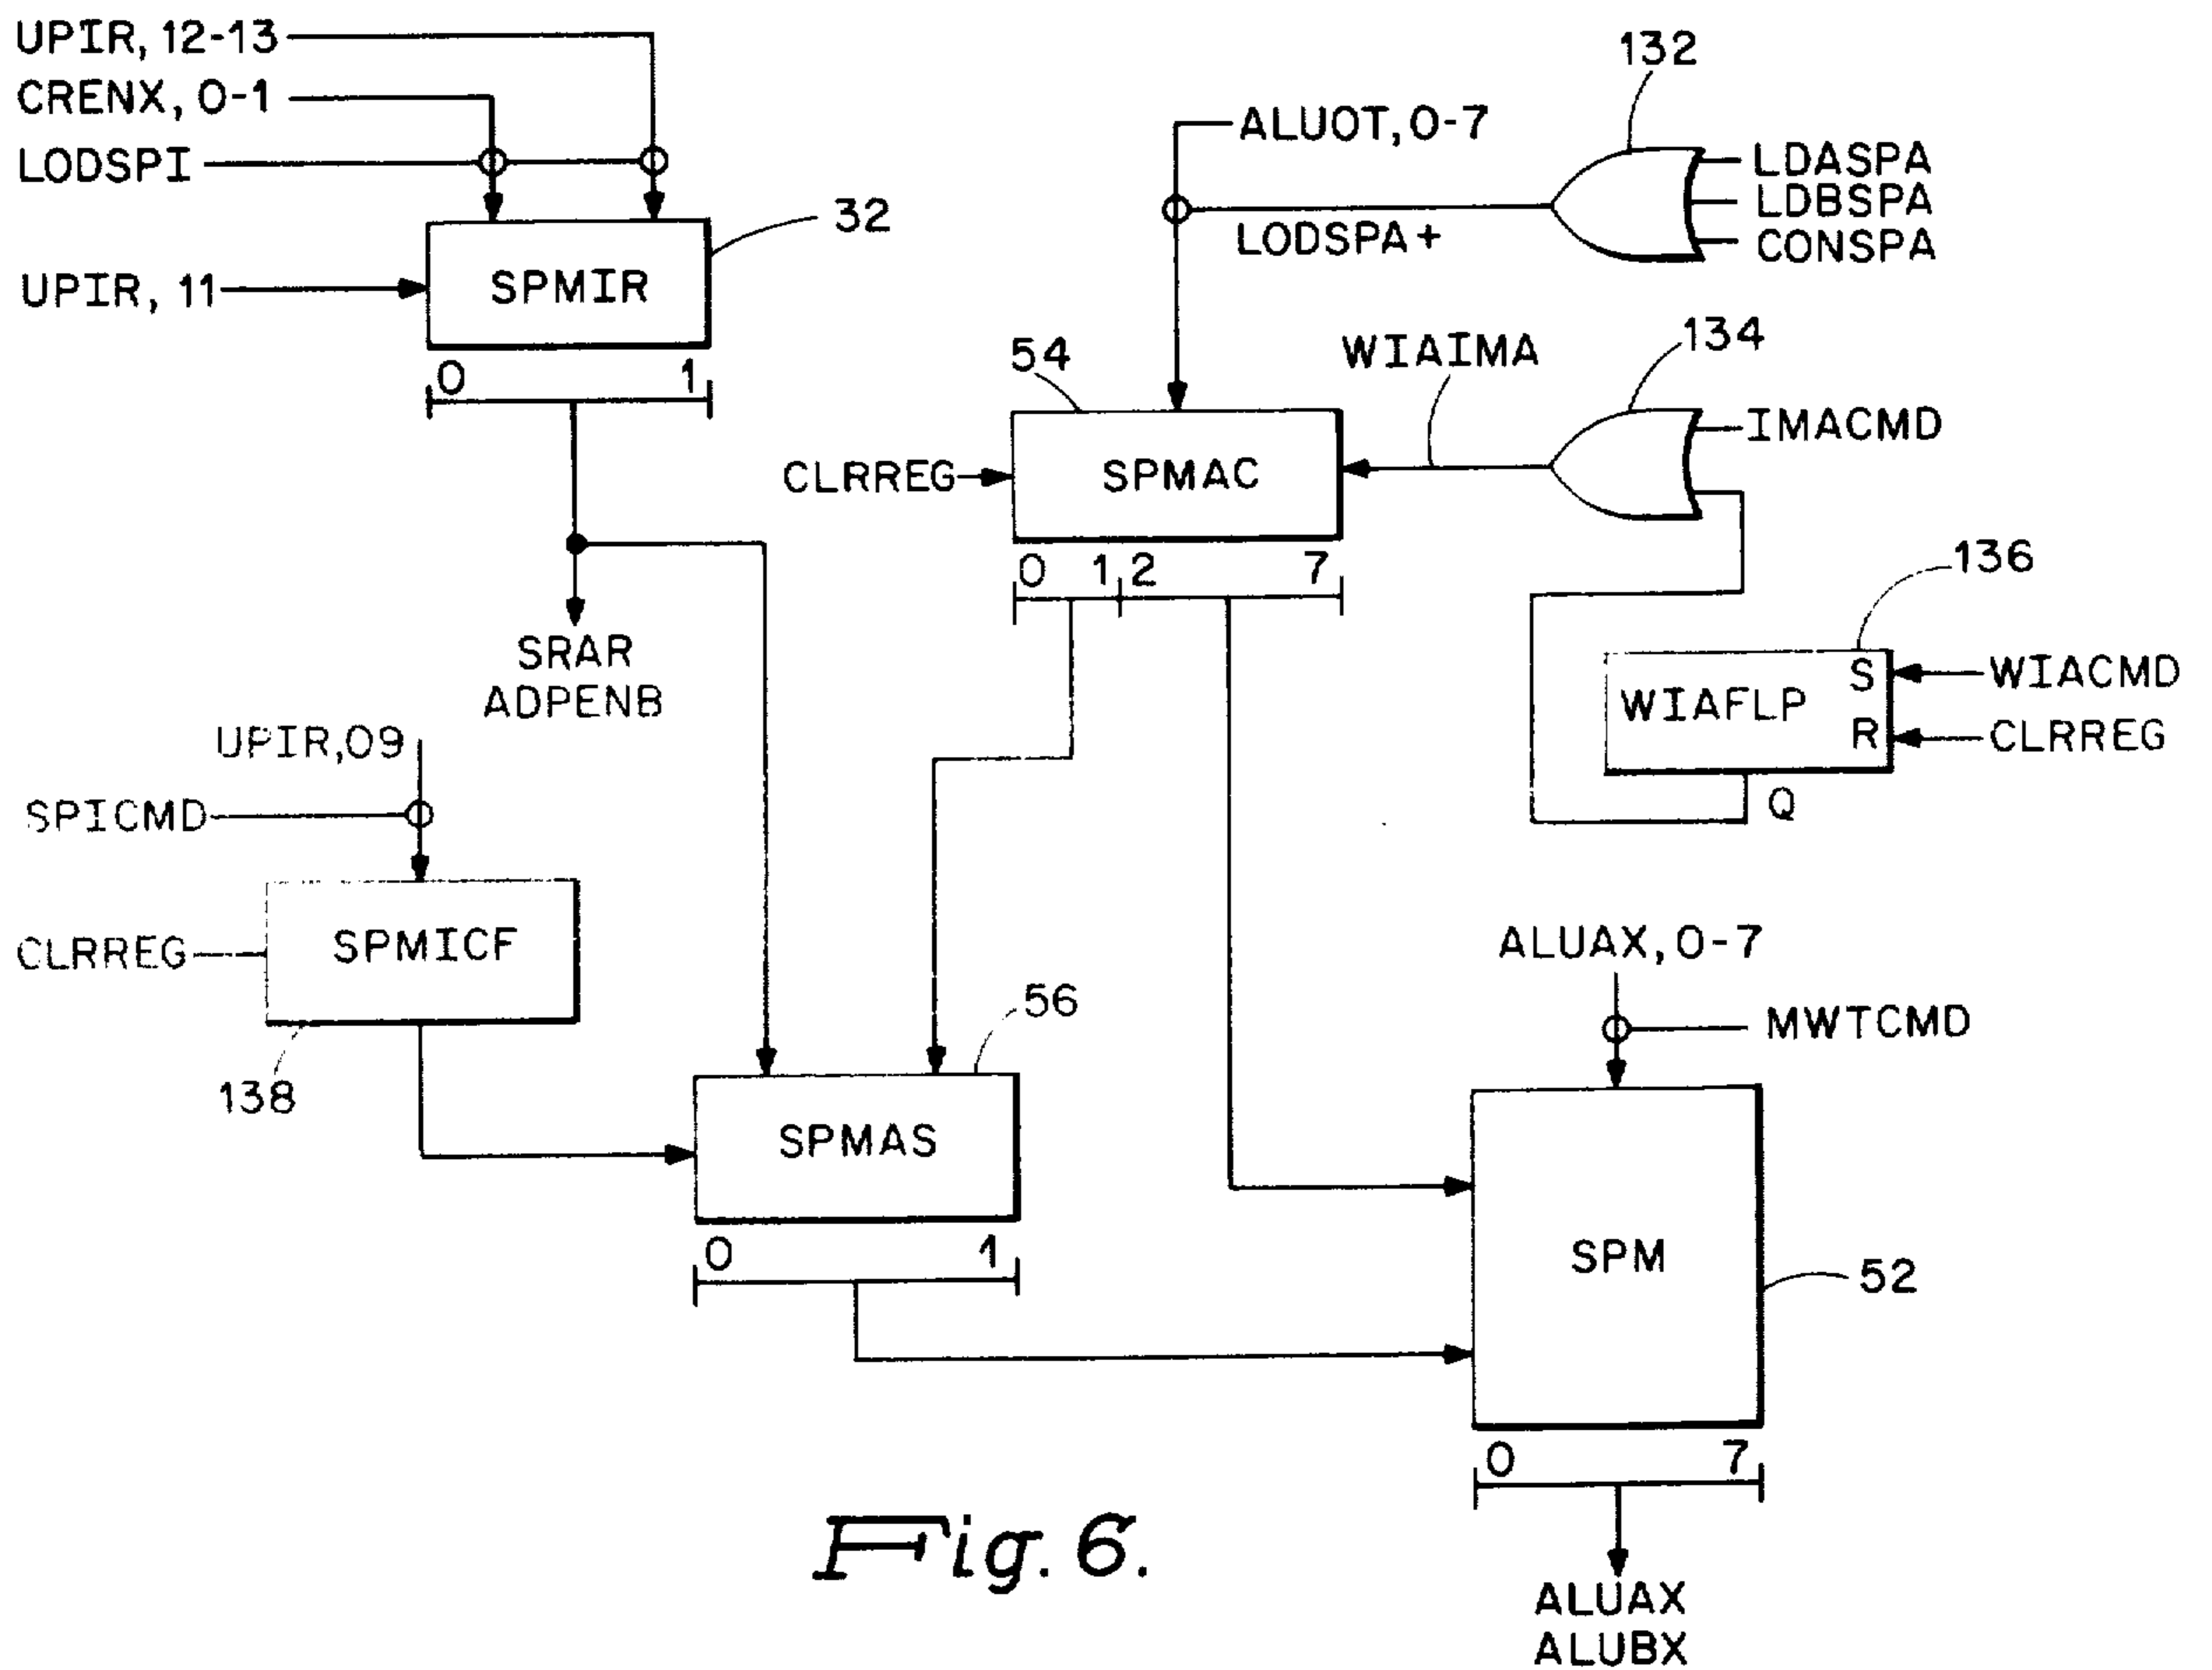 UPIR, 12-13
CRENX, 0-1
LODSPI
UPIR, 11
SPMIR
32
0 1
SRAR
ADPENB
ALUOT, 0-7
LODSPA+
132
LDASPA
LDBSPA
CONSPA
54
CLRREG
SPMAC
WIAIMA
134
IMACMD
0 1 2 7
136
WIAFLP
S
R
Q
WIACMD
CLRREG
UPIR, 09
SPICMD
CLRREG
SPMICF
138
56
SPMAS
0 1
ALUAX, 0-7
MWTCMD
SPM
52
0 7
ALUAX
ALUBX
Fig. 6.